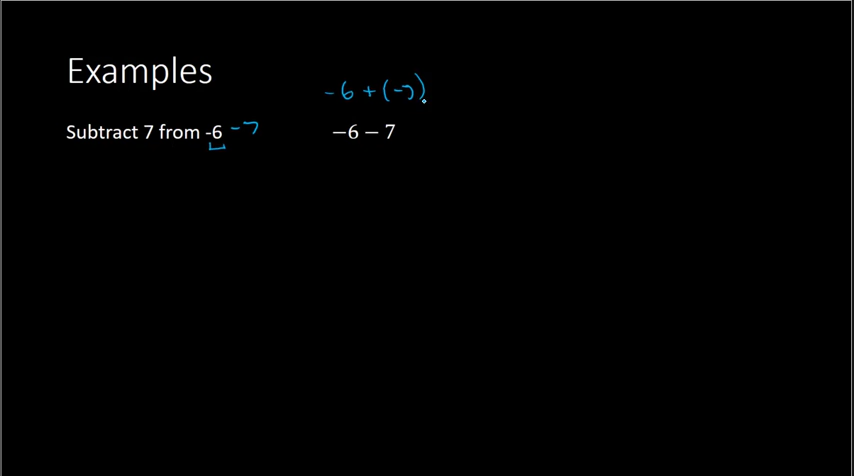 Examples
-6 + (-7)
Subtract 7 from -6 -7
−6 − 7